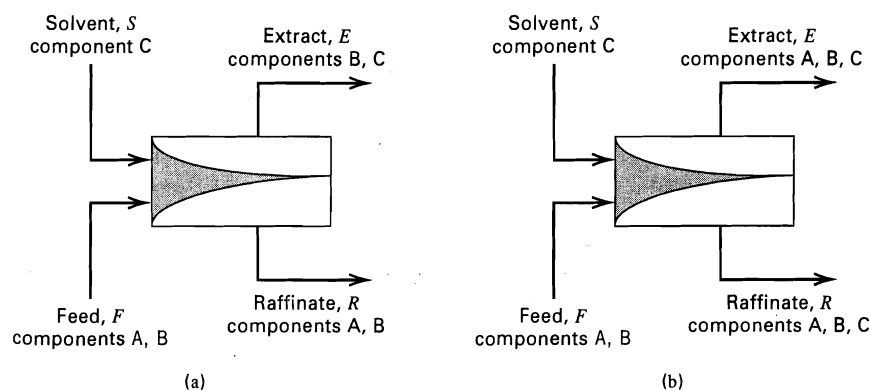 Solvent, S
component C
Extract, E
components B, C
Feed, F
components A, B
Raffinate, R
components A, B
(a)
Solvent, S
component C
Extract, E
components A, B, C
Feed, F
components A, B
Raffinate, R
components A, B, C
(b)